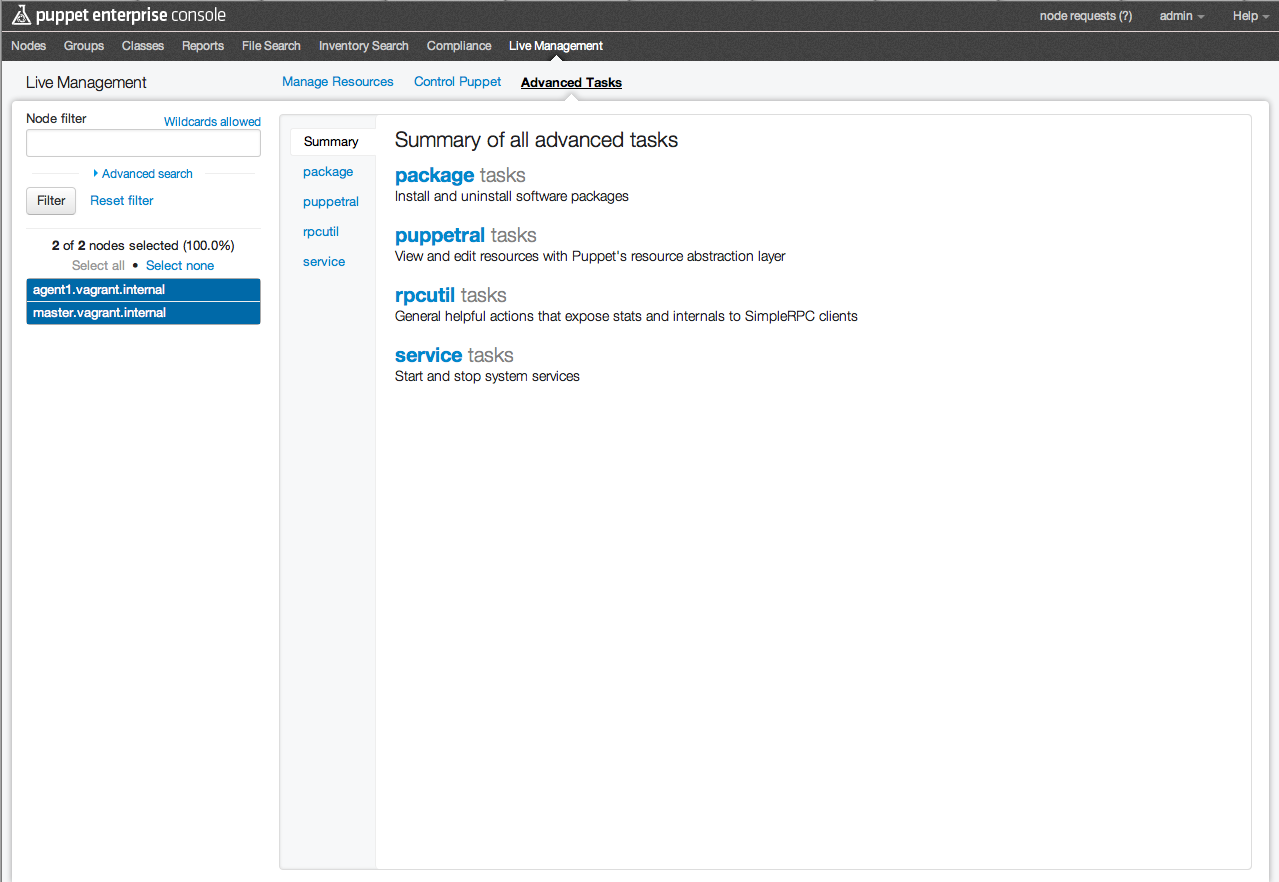 puppet enterprise console
node requests (?) admin Help
Nodes Groups Classes Reports File Search Inventory Search Compliance Live Management
Live Management
Manage Resources Control Puppet Advanced Tasks
Node filter Wildcards allowed
Advanced search
Filter Reset filter
2 of 2 nodes selected (100.0%)
Select all • Select none
agent1.vagrant.internal
master.vagrant.internal
Summary
package
puppetral
rpcutil
service
Summary of all advanced tasks
package tasks
Install and uninstall software packages
puppetral tasks
View and edit resources with Puppet's resource abstraction layer
rpcutil tasks
General helpful actions that expose stats and internals to SimpleRPC clients
service tasks
Start and stop system services